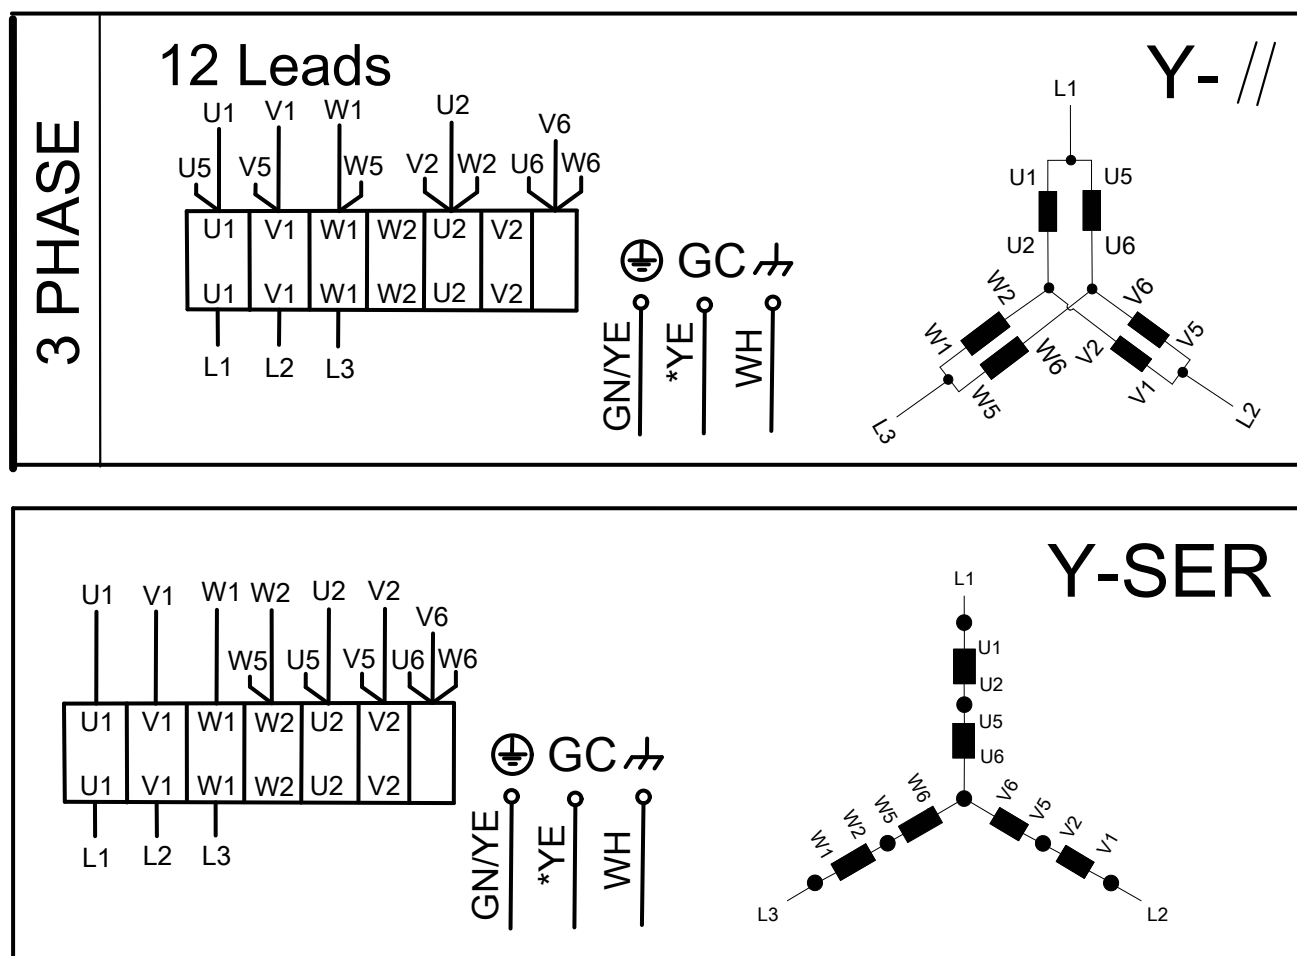 3 PHASE
12 Leads
Y- //
U1 V1 W1 U2 V6
U5 V5 W5 V2 W2 U6 W6
U1 V1 W1 W2 U2 V2
U1 V1 W1 W2 U2 V2
L1 L2 L3
GC
GN/YE *YE WH
L1
U1 U5
U2 U6
W2 V6
W1 W6 V2 V5
W5 V1
L3 L2
Y-SER
U1 V1 W1 W2 U2 V2 V6
W5 U5 V5 U6 W6
U1 V1 W1 W2 U2 V2
U1 V1 W1 W2 U2 V2
L1 L2 L3
GC
GN/YE *YE WH
L1
U1
U2
U5
U6
W1 W2 W5 W6 V6 V5 V2 V1
L3 L2